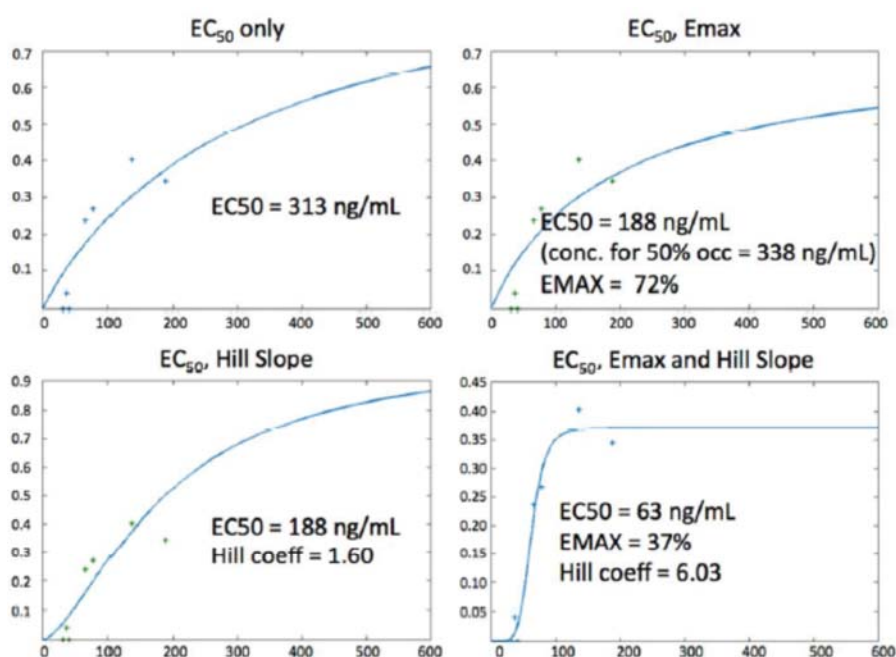 EC50 only
0.7
0.6
0.5
0.4
0.3
0.2
0.1
EC50 = 313 ng/mL
0 100 200 300 400 500 600
EC50, Emax
0.7
0.6
0.5
0.4
0.3
0.2
0.1
EC50 = 188 ng/mL
(conc. for 50% occ = 338 ng/mL)
EMAX = 72%
0 100 200 300 400 500 600
EC50, Hill Slope
0.9
0.8
0.7
0.6
0.5
0.4
0.3
0.2
0.1
EC50 = 188 ng/mL
Hill coeff = 1.60
0 100 200 300 400 500 600
EC50, Emax and Hill Slope
0.45
0.40
0.35
0.30
0.25
0.20
0.15
0.10
0.05
EC50 = 63 ng/mL
EMAX = 37%
Hill coeff = 6.03
0 100 200 300 400 500 600